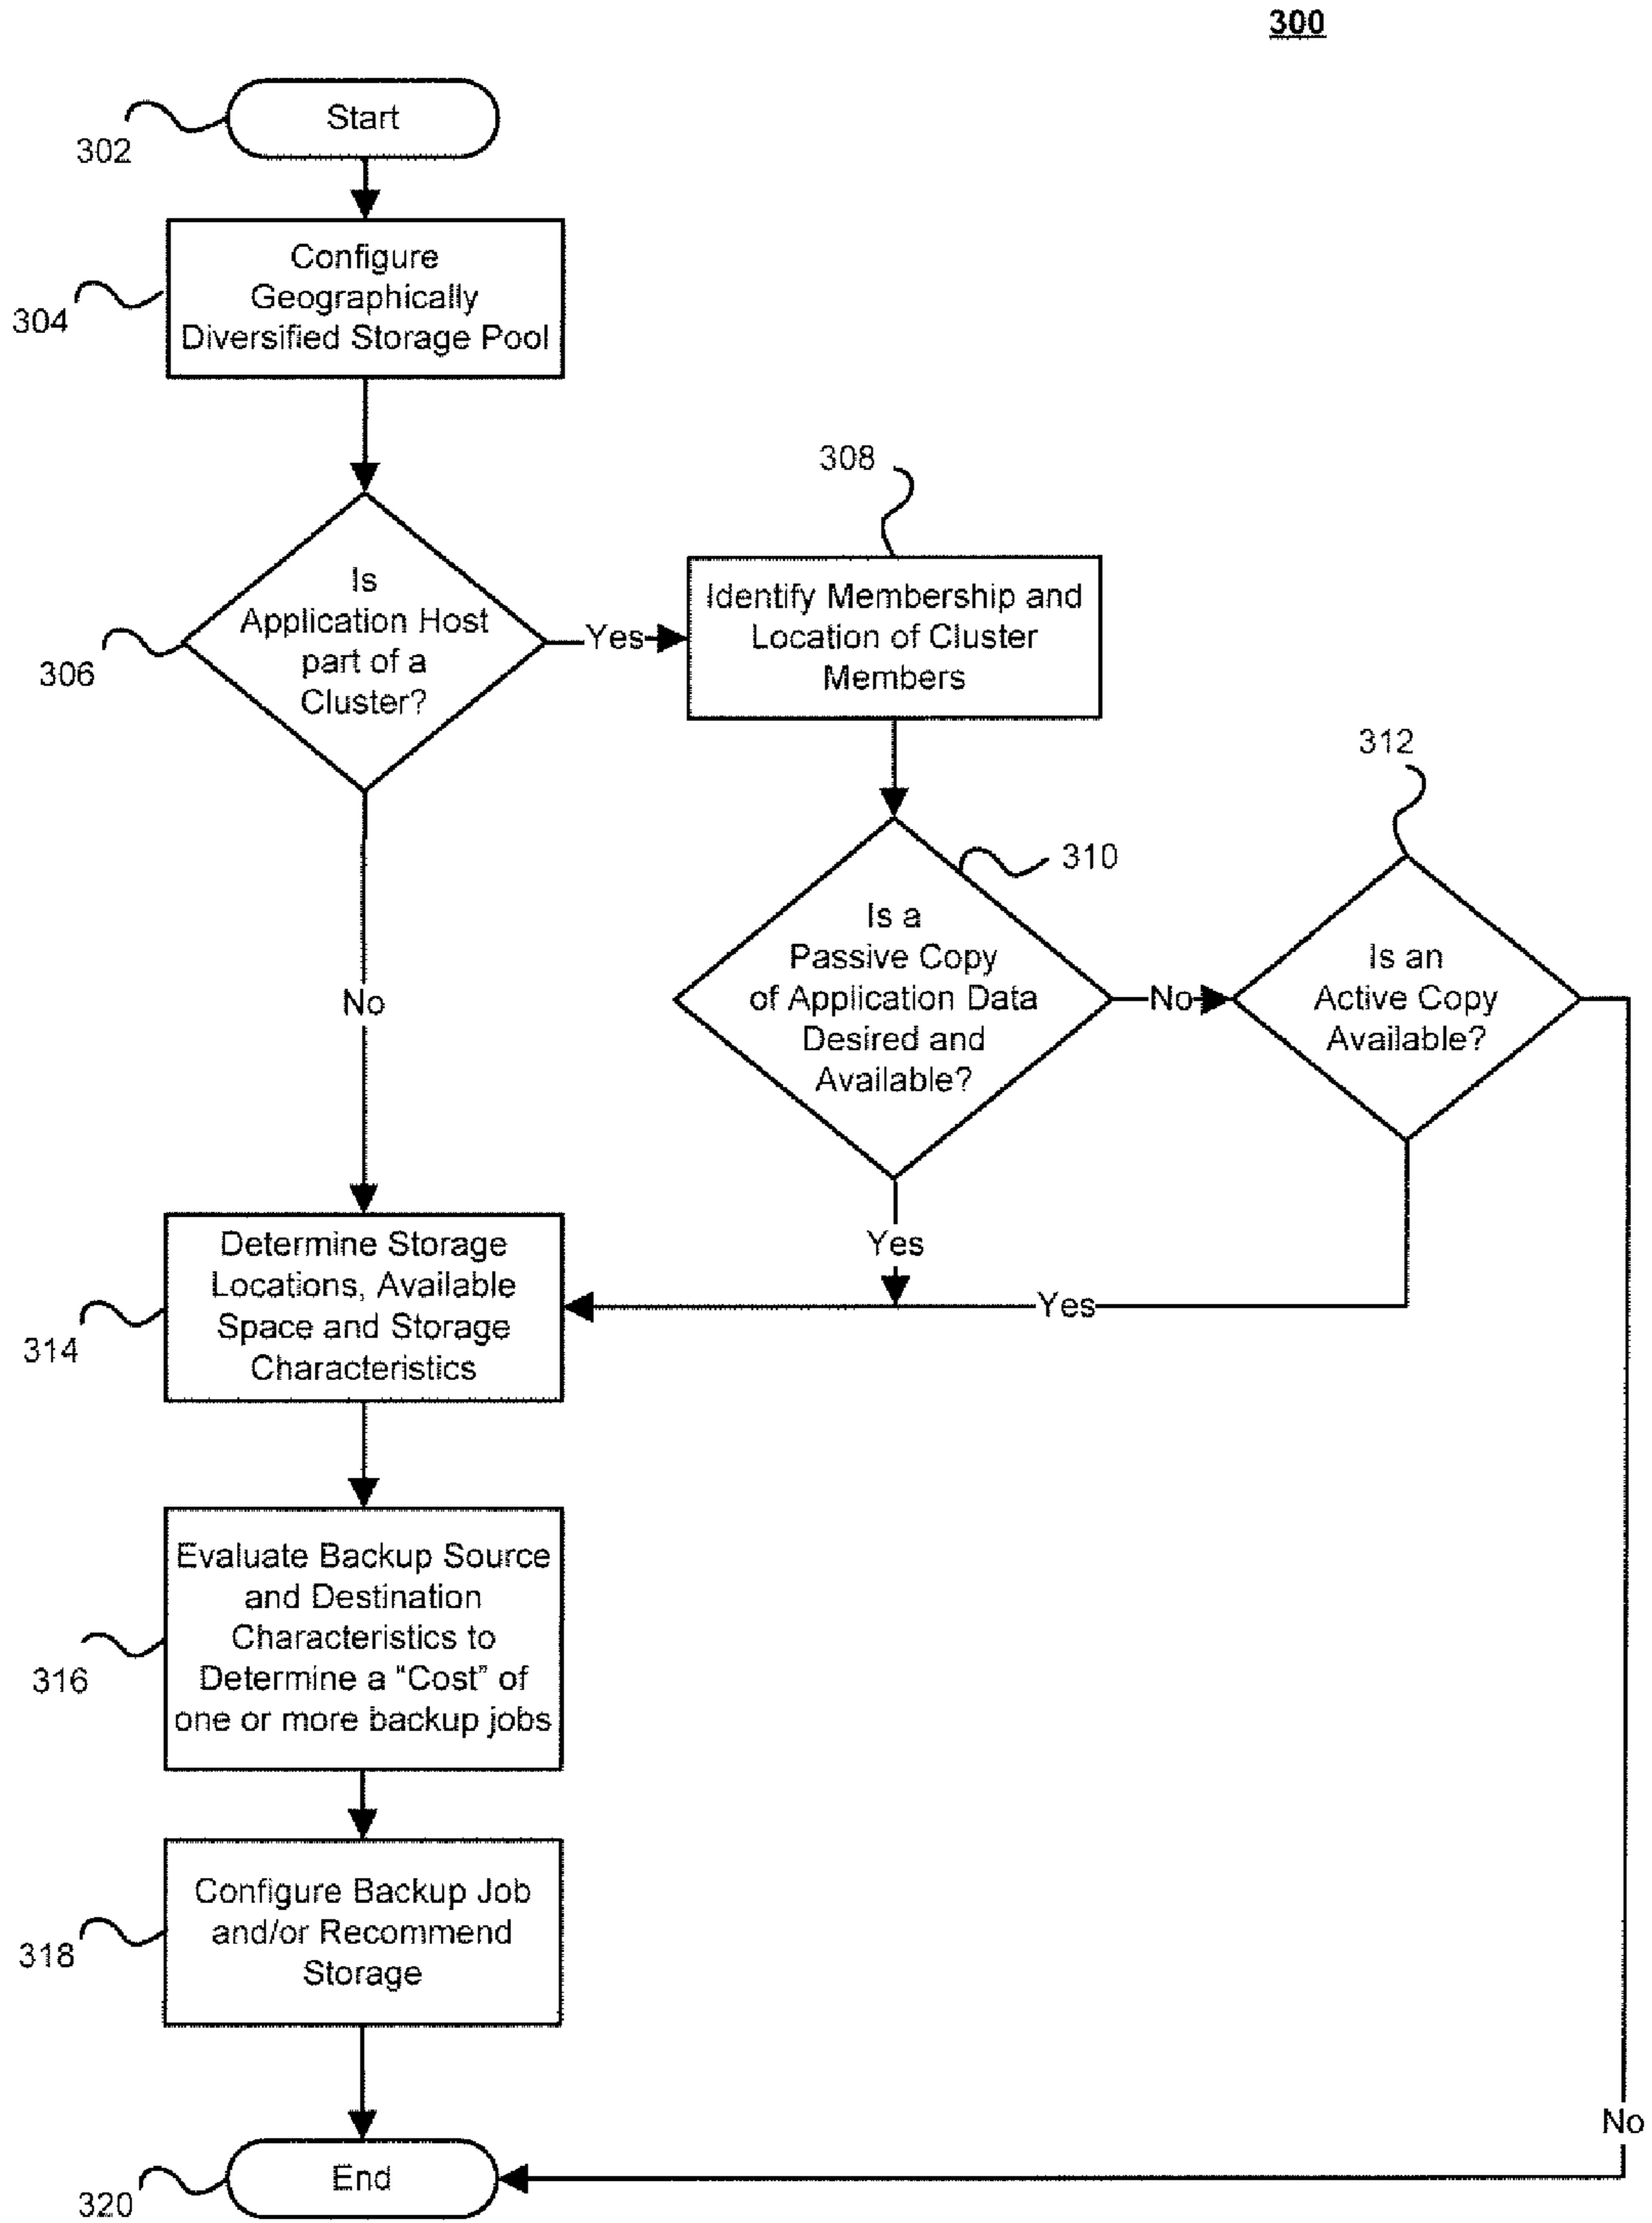 300
Start
302
Configure
Geographically
Diversified Storage Pool
304
308
Is
Application Host
part of a
Cluster?
306
Yes
Identify Membership and
Location of Cluster
Members
312
310
Is a
Passive Copy
of Application Data
Desired and
Available?
No
Is an
Active Copy
Available?
No
Yes
Yes
Determine Storage
Locations, Available
Space and Storage
Characteristics
314
Evaluate Backup Source
and Destination
Characteristics to
Determine a “Cost” of
one or more backup jobs
316
Configure Backup Job
and/or Recommend
Storage
318
No
End
320